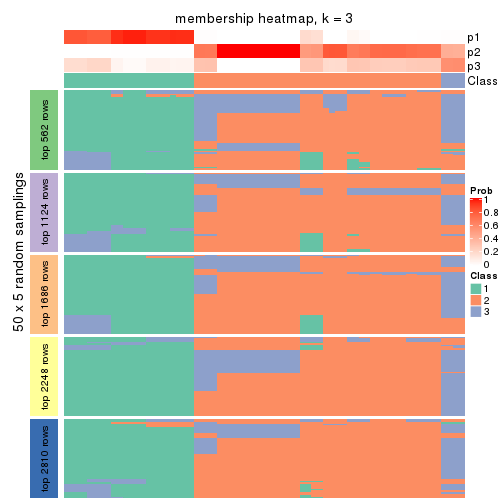 membership heatmap, k = 3
p1
p2
p3
Class
50 x 5 random samplings
top 562 rows
top 1124 rows
top 1686 rows
top 2248 rows
top 2810 rows
Prob
1
0.8
0.6
0.4
0.2
0
Class
1
2
3